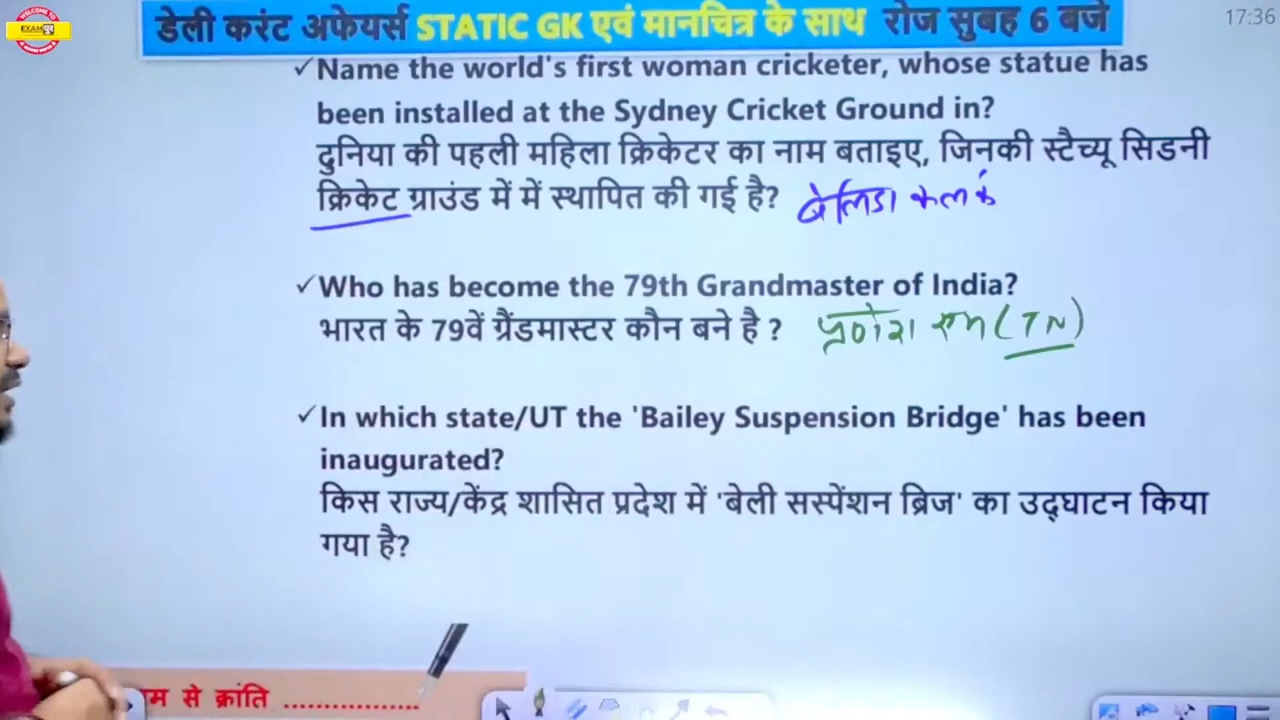 WELCOME TO
EXAM
डेली करंट अफेयर्स STATIC GK एवं मानचित्र के साथ रोज सुबह 6 बजे
17:36
✓Name the world's first woman cricketer, whose statue has
been installed at the Sydney Cricket Ground in?
दुनिया की पहली महिला क्रिकेटर का नाम बताइए, जिनकी स्टैच्यू सिडनी
क्रिकेट ग्राउंड में में स्थापित की गई है?
✓Who has become the 79th Grandmaster of India?
भारत के 79वें ग्रैंडमास्टर कौन बने है ? (TN)
✓In which state/UT the 'Bailey Suspension Bridge' has been
inaugurated?
किस राज्य/केंद्र शासित प्रदेश में 'बेली सस्पेंशन ब्रिज' का उद्घाटन किया
गया है?
म से क्रांति .................